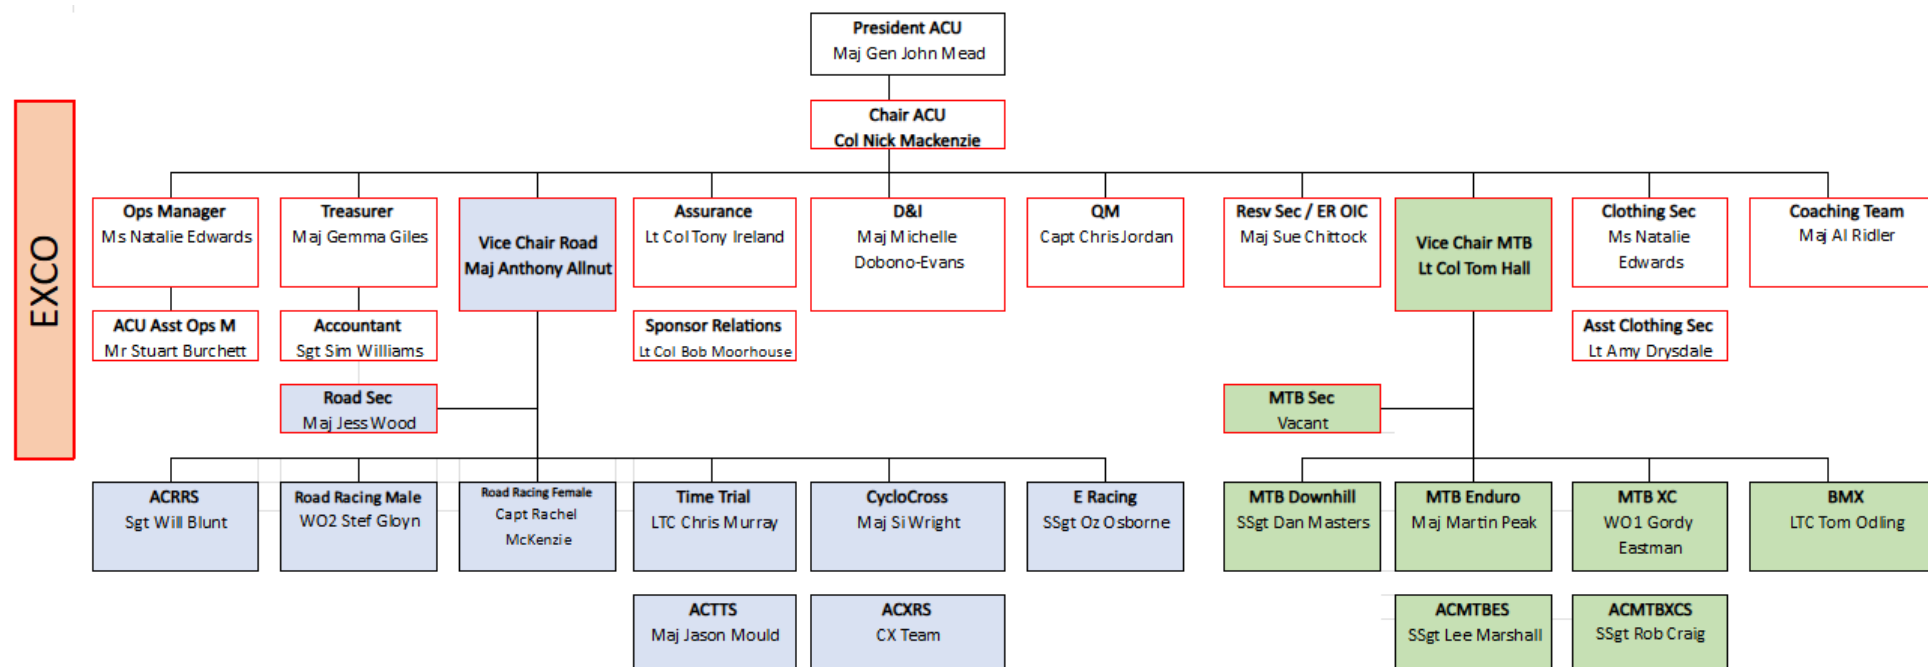 President ACU
Maj Gen John Mead
Chair ACU
Col Nick Mackenzie
EXCO
Ops Manager
Ms Natalie Edwards
Treasurer
Maj Gemma Giles
Vice Chair Road
Maj Anthony Allnut
Assurance
Lt Col Tony Ireland
D&I
Maj Michelle
Dobono-Evans
QM
Capt Chris Jordan
Resv Sec / ER OIC
Maj Sue Chittock
Vice Chair MTB
Lt Col Tom Hall
Clothing Sec
Ms Natalie
Edwards
Coaching Team
Maj Al Ridler
ACU Asst Ops M
Mr Stuart Burchett
Accountant
Sgt Sim Williams
Sponsor Relations
Lt Col Bob Moorhouse
Asst Clothing Sec
Lt Amy Drysdale
Road Sec
Maj Jess Wood
MTB Sec
Vacant
ACRRS
Sgt Will Blunt
Road Racing Male
WO2 Stef Gloyn
Road Racing Female
Capt Rachel
McKenzie
Time Trial
LTC Chris Murray
CycloCross
Maj Si Wright
E Racing
SSgt Oz Osborne
MTB Downhill
SSgt Dan Masters
MTB Enduro
Maj Martin Peak
MTB XC
WO1 Gordy
Eastman
BMX
LTC Tom Odling
ACTTS
Maj Jason Mould
ACXRS
CX Team
ACMTBES
SSgt Lee Marshall
ACMTBXCS
SSgt Rob Craig